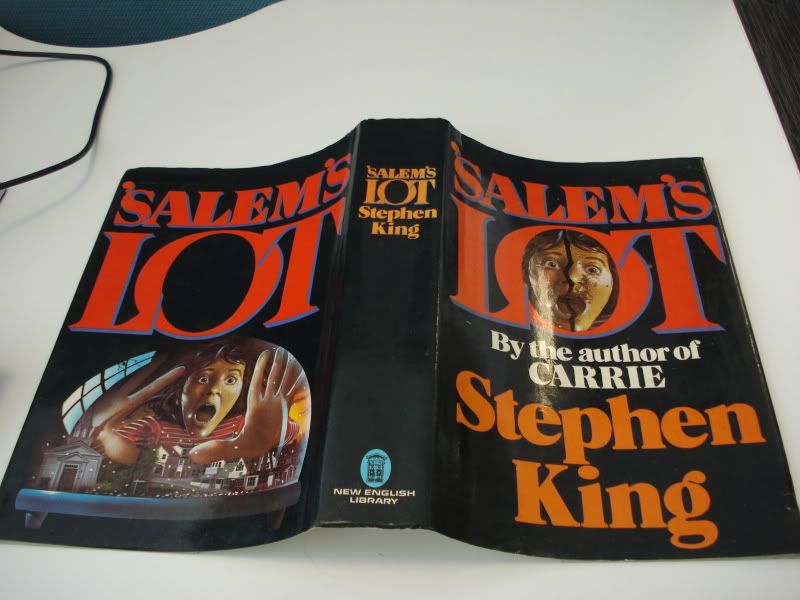 'SALEM'S
LOT
'SALEM'S
LOT
Stephen
King
NEW ENGLISH
LIBRARY
'SALEM'S
LOT
By the author of
CARRIE
Stephen
King